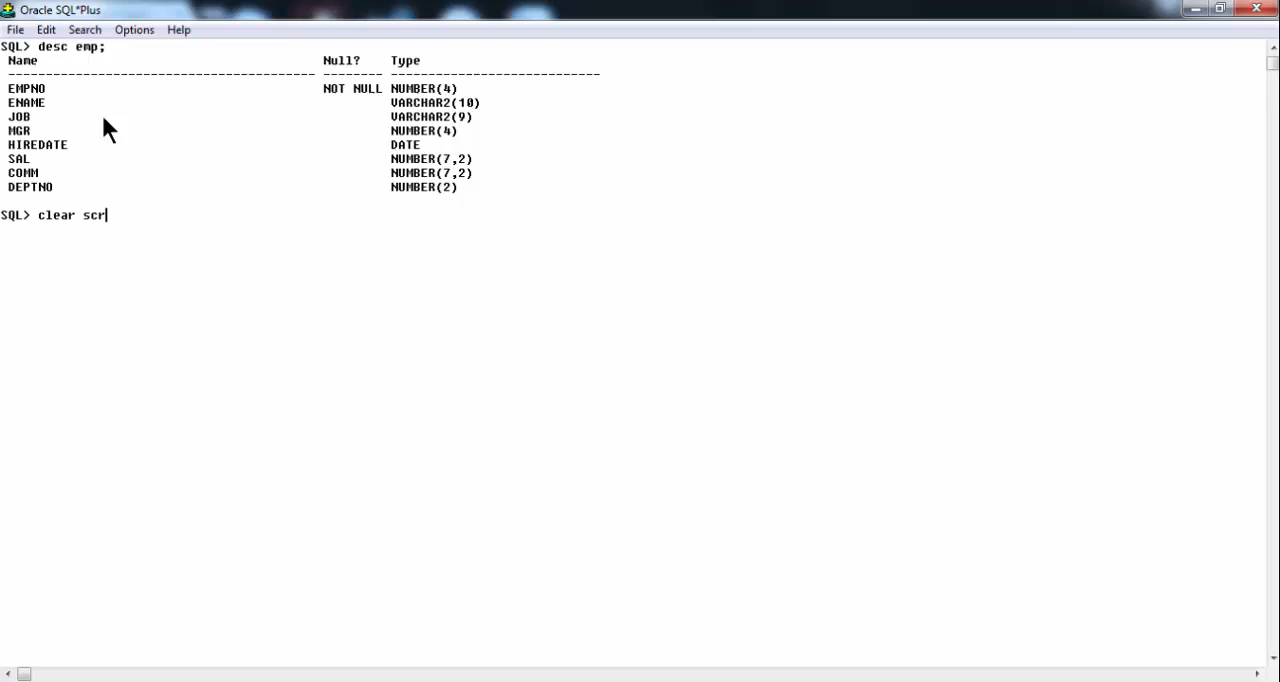 Oracle SQL*Plus
File Edit Search Options Help
SQL> desc emp;
Name Null? Type
----------------------------------------- -------- ----------------------------
EMPNO NOT NULL NUMBER(4)
ENAME VARCHAR2(10)
JOB VARCHAR2(9)
MGR NUMBER(4)
HIREDATE DATE
SAL NUMBER(7,2)
COMM NUMBER(7,2)
DEPTNO NUMBER(2)
SQL> clear scr